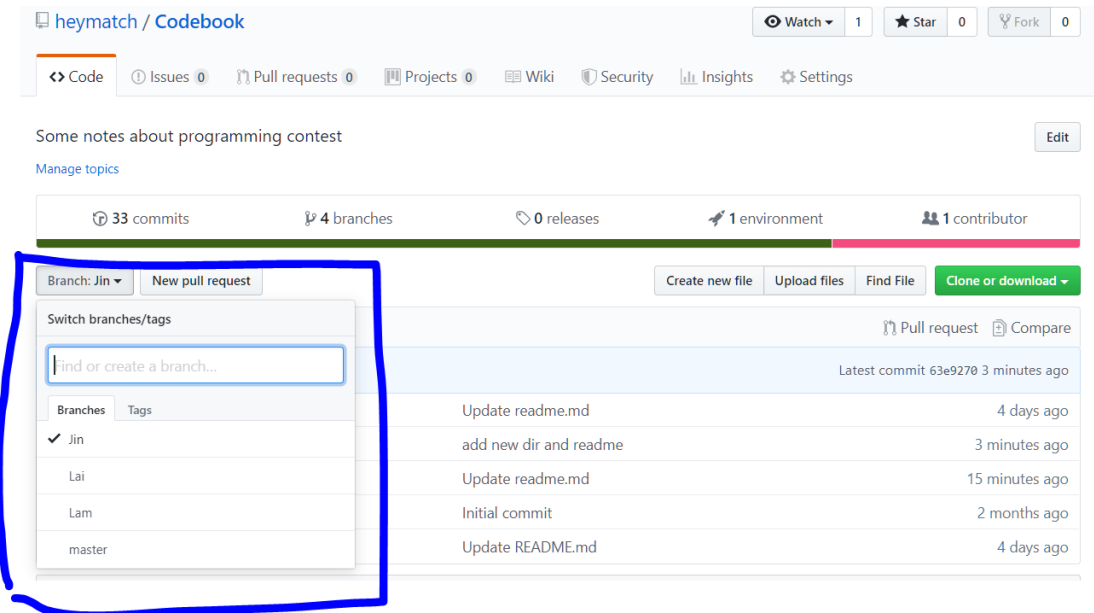 heymatch / Codebook
Watch 1 Star 0 Fork 0
Code Issues 0 Pull requests 0 Projects 0 Wiki Security Insights Settings
Some notes about programming contest
Edit
Manage topics
33 commits 4 branches 0 releases 1 environment 1 contributor
Branch: Jin New pull request Create new file Upload files Find File Clone or download
Switch branches/tags
Pull request Compare
Find or create a branch...
Latest commit 63e9270 3 minutes ago
Branches Tags
Update readme.md 4 days ago
Jin
add new dir and readme 3 minutes ago
Lai
Update readme.md 15 minutes ago
Lam
Initial commit 2 months ago
master
Update README.md 4 days ago